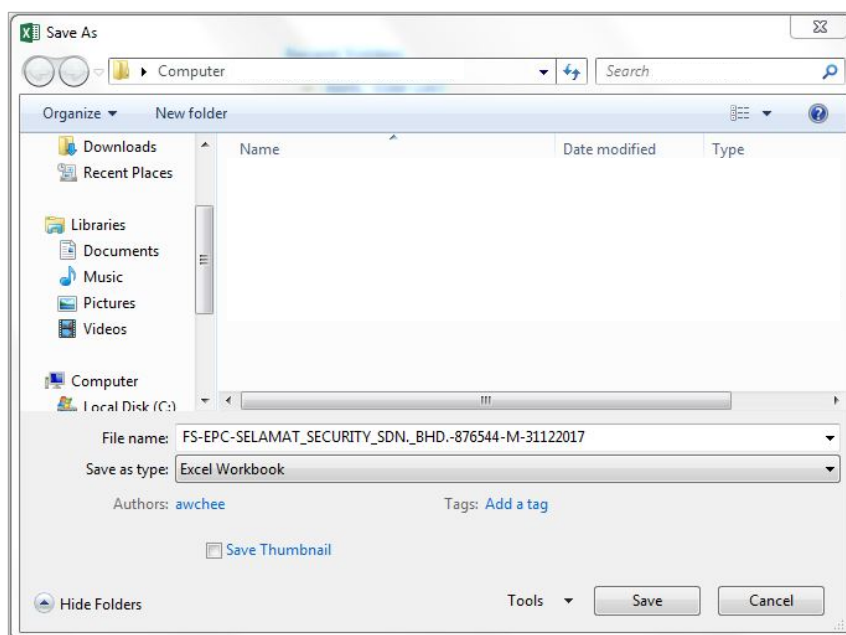 Save As
Computer
Search
Organize
New folder
Downloads
Recent Places
Libraries
Documents
Music
Pictures
Videos
Computer
Local Disk (C:)
Name
Date modified
Type
File name: FS-EPC-SELAMAT_SECURITY_SDN._BHD.-876544-M-31122017
Save as type: Excel Workbook
Authors: awchee
Tags: Add a tag
Save Thumbnail
Hide Folders
Tools
Save
Cancel